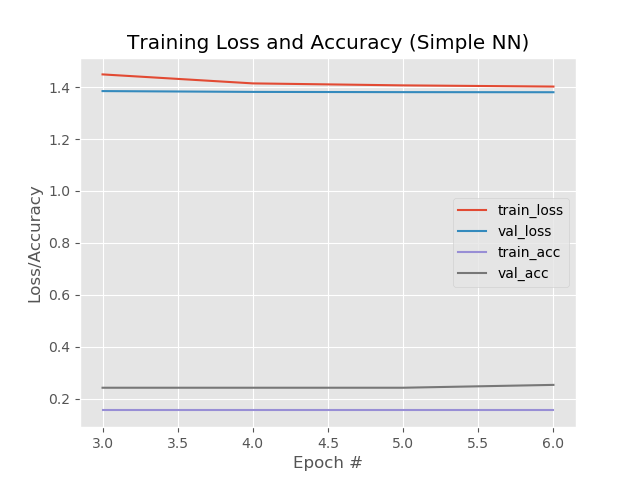 Training Loss and Accuracy (Simple NN)
Loss/Accuracy
1.4
1.2
1.0
0.8
0.6
0.4
0.2
train_loss
val_loss
train_acc
val_acc
3.0 3.5 4.0 4.5 5.0 5.5 6.0
Epoch #